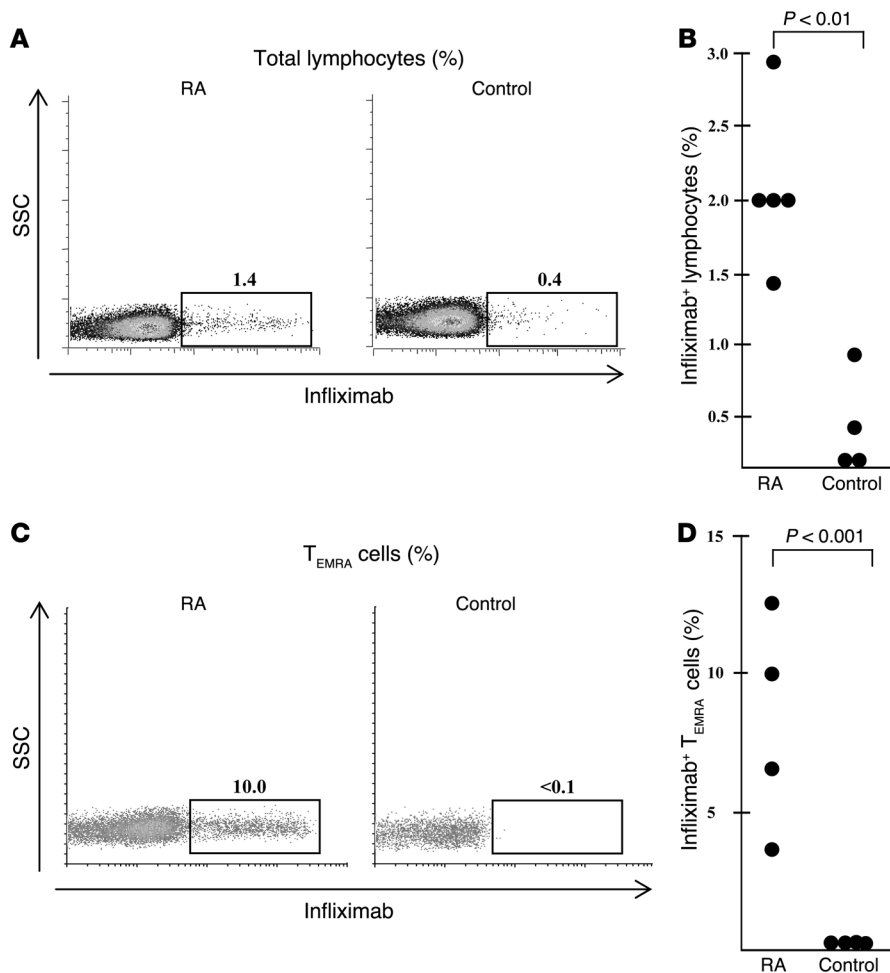 A
Total lymphocytes (%)
RA
Control
SSC
1.4
0.4
Infliximab
B
P < 0.01
Infliximab⁺ lymphocytes (%)
3.0
2.5
2.0
1.5
1.0
0.5
RA
Control
C
T_EMRA cells (%)
RA
Control
SSC
10.0
<0.1
Infliximab
D
P < 0.001
Infliximab⁺ T_EMRA cells (%)
15
10
5
RA
Control